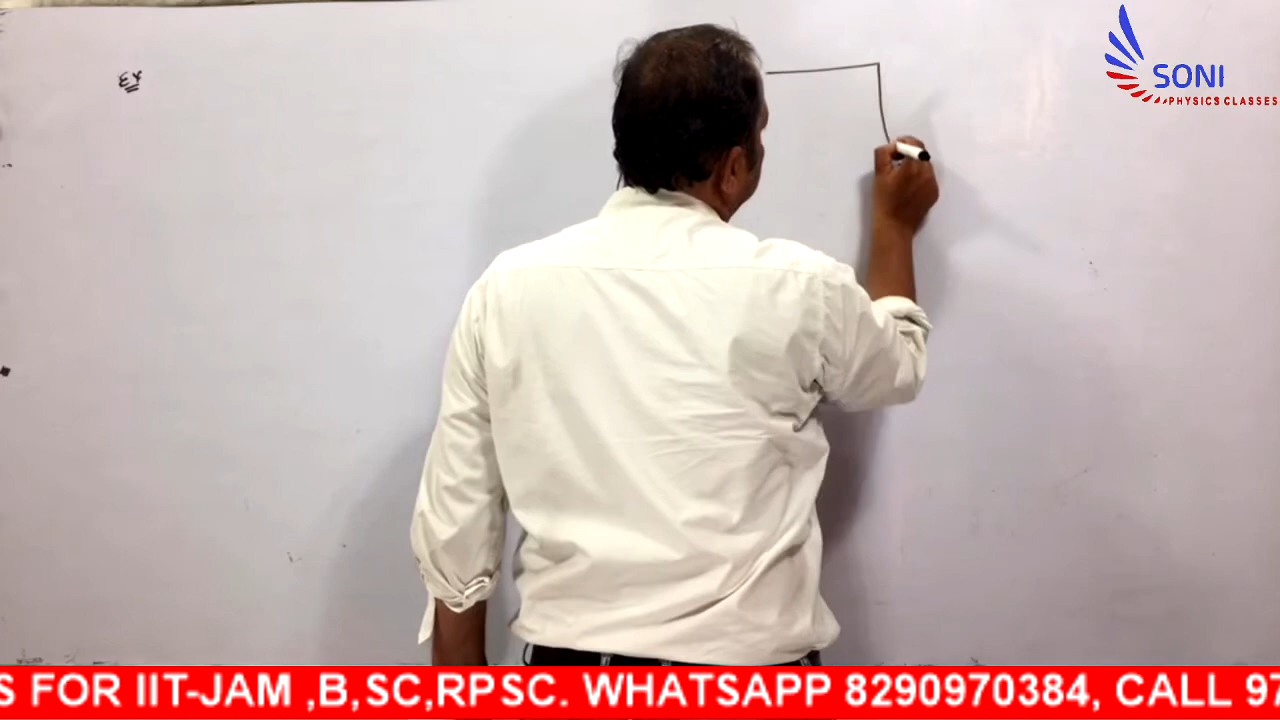 Ex
SONI
PHYSICS CLASSES
S FOR IIT-JAM ,B,SC,RPSC. WHATSAPP 8290970384, CALL 97